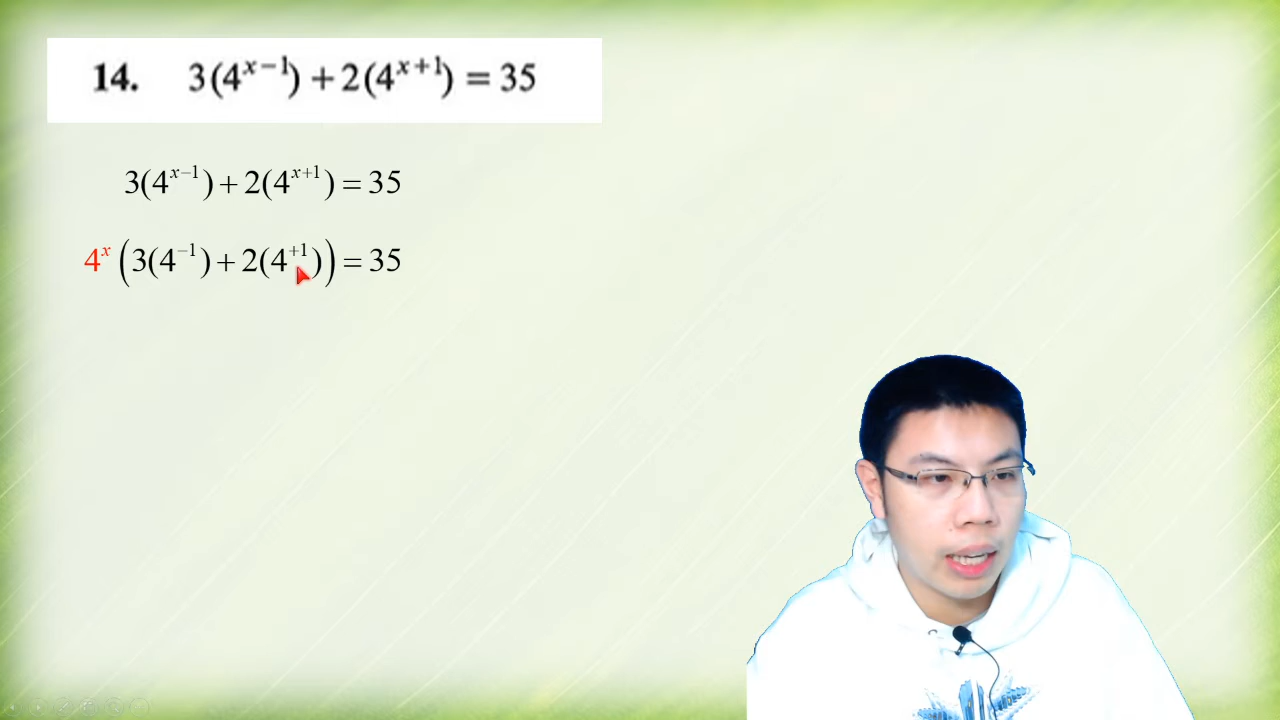 14. 3(4^{x−1}) + 2(4^{x+1}) = 35
3(4^{x−1}) + 2(4^{x+1}) = 35
4^{x} (3(4^{−1}) + 2(4^{+1})) = 35